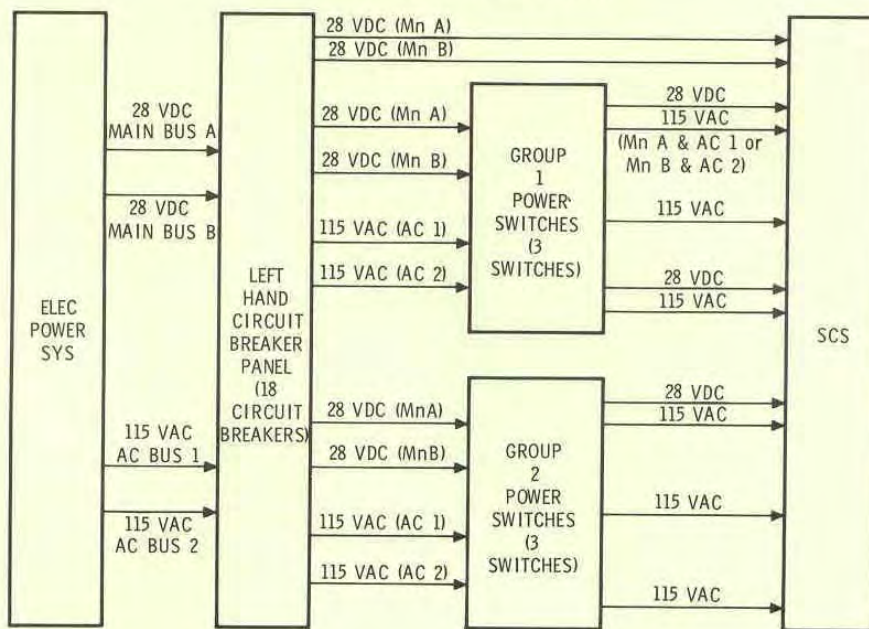 28 VDC (Mn A)
28 VDC (Mn B)
28 VDC
MAIN BUS A
28 VDC
MAIN BUS B
ELEC
POWER
SYS
115 VAC
AC BUS 1
115 VAC
AC BUS 2
LEFT
HAND
CIRCUIT
BREAKER
PANEL
(18
CIRCUIT
BREAKERS)
28 VDC (Mn A)
28 VDC (Mn B)
115 VAC (AC 1)
115 VAC (AC 2)
GROUP
1
POWER
SWITCHES
(3
SWITCHES)
28 VDC
115 VAC
(Mn A & AC 1 or
Mn B & AC 2)
115 VAC
28 VDC
115 VAC
28 VDC (MnA)
28 VDC (MnB)
115 VAC (AC 1)
115 VAC (AC 2)
GROUP
2
POWER
SWITCHES
(3
SWITCHES)
28 VDC
115 VAC
115 VAC
115 VAC
SCS